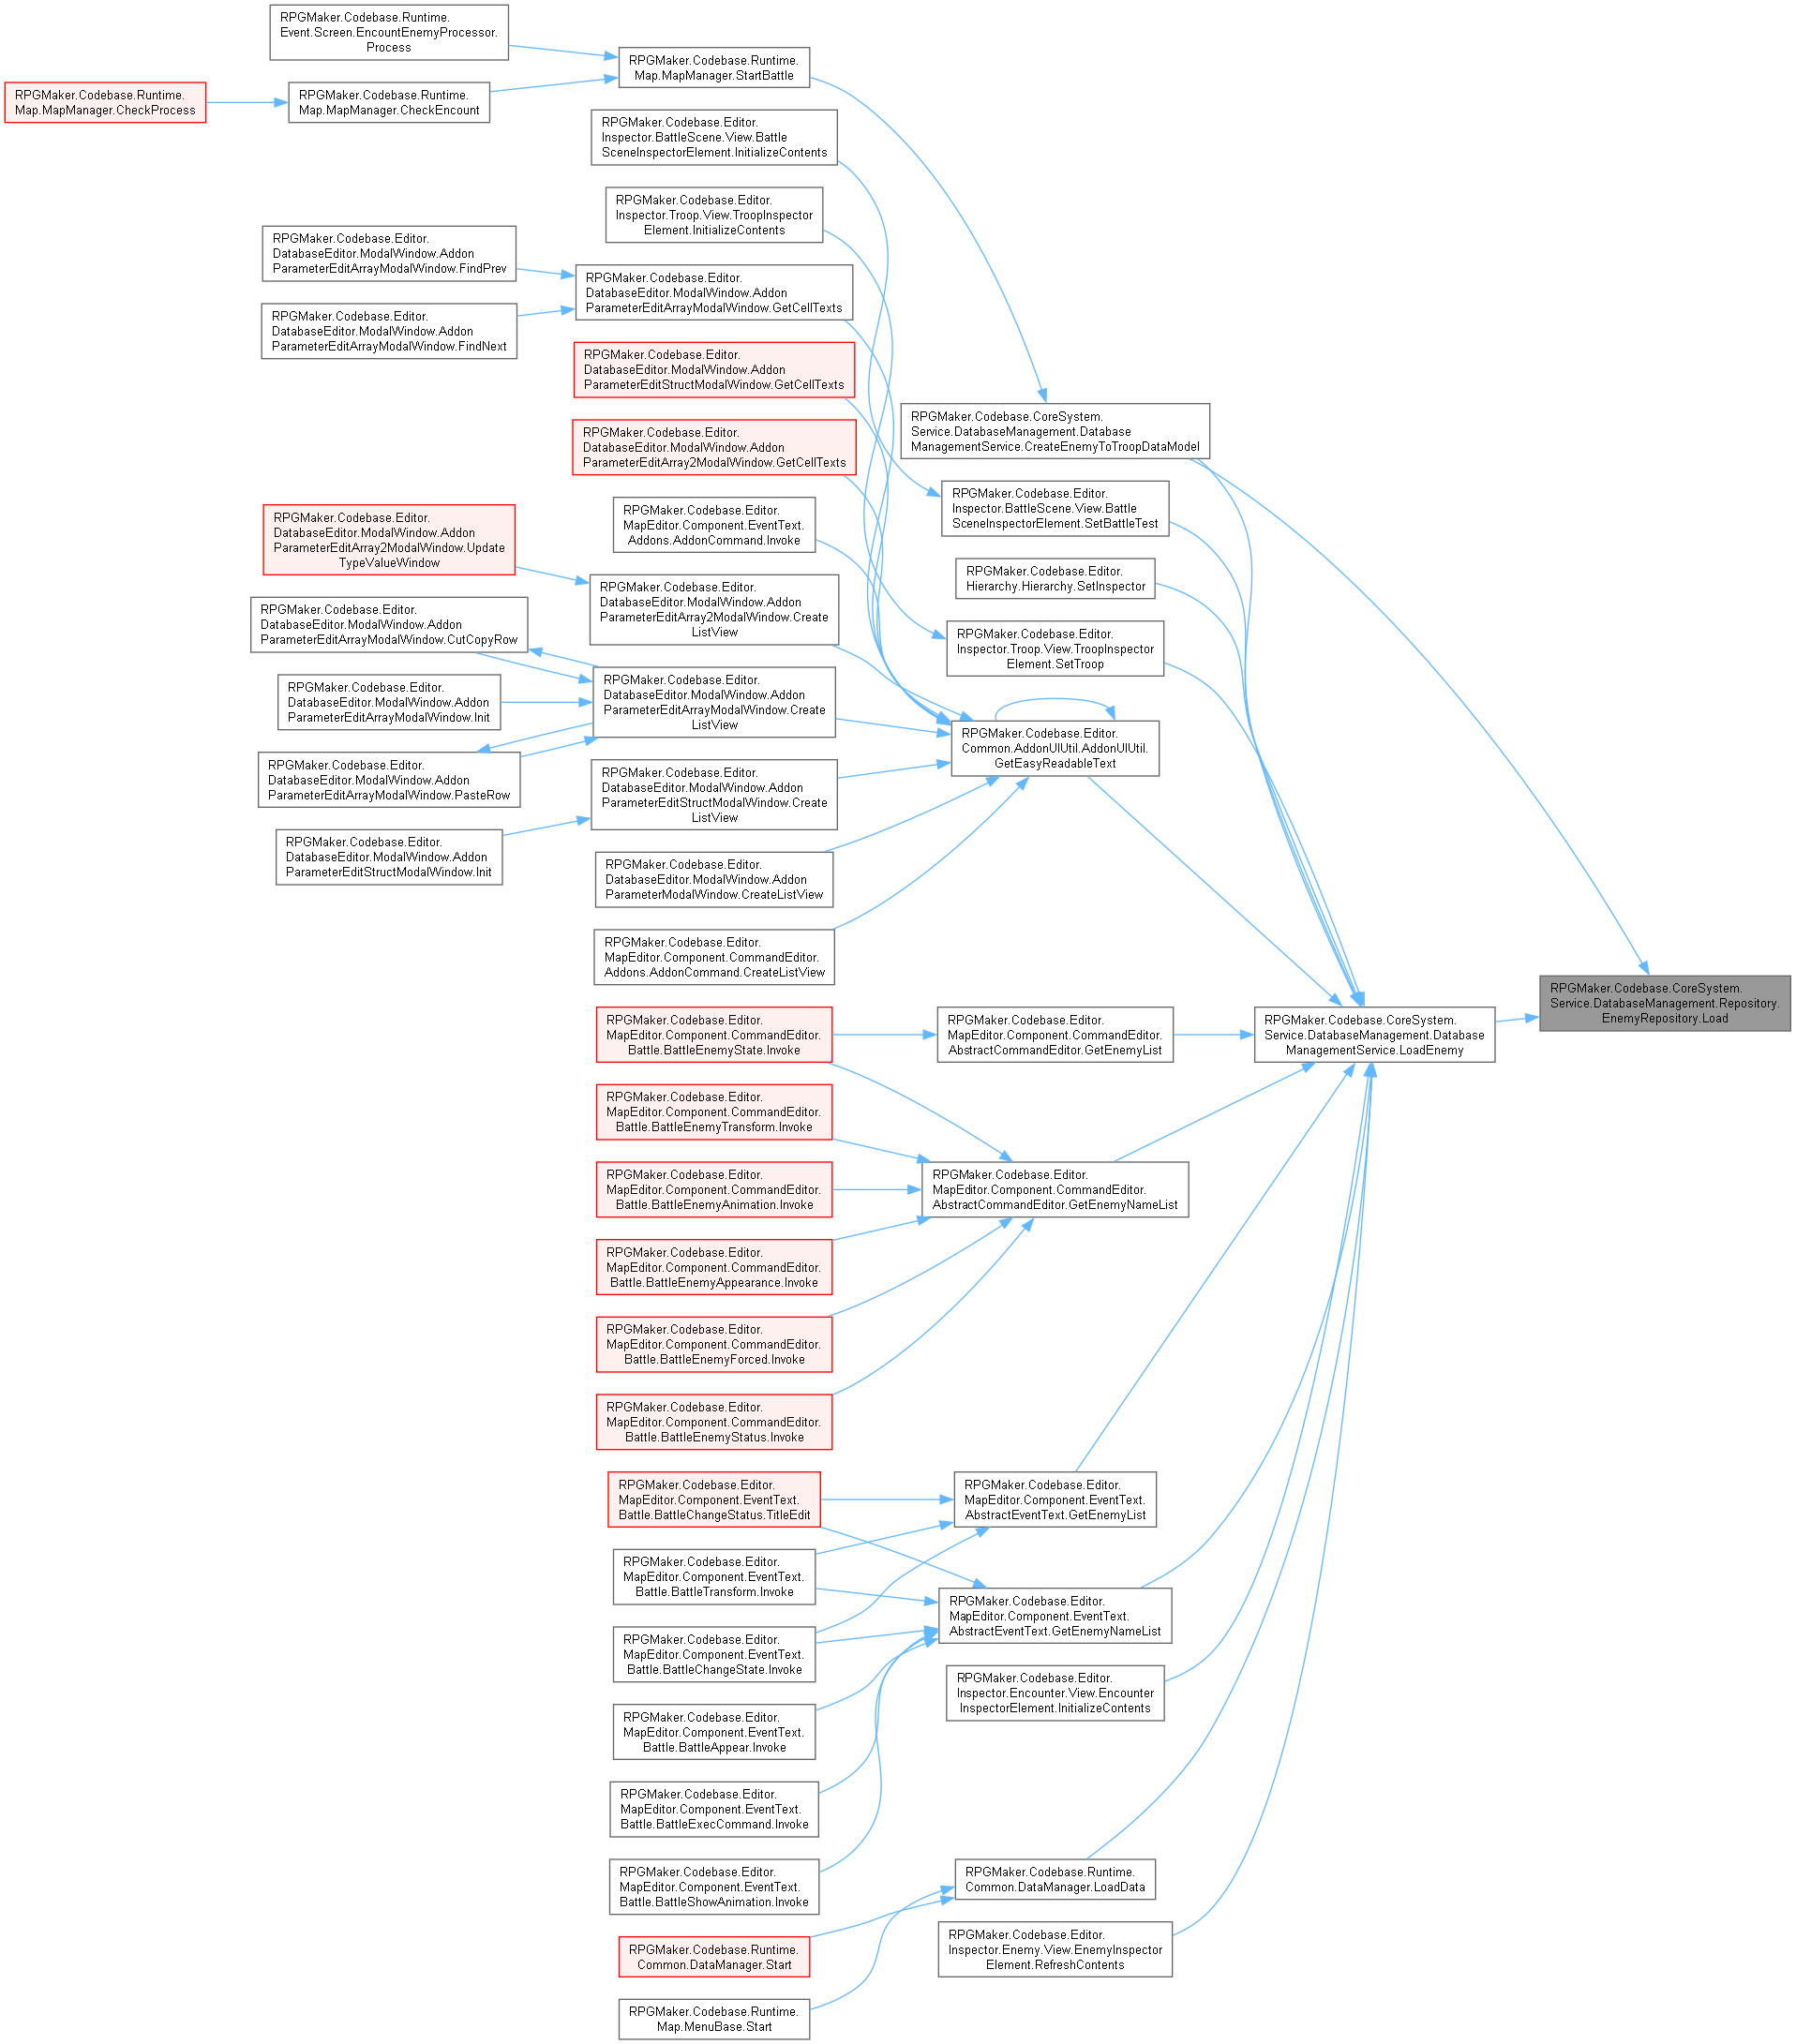 RPGMaker.Codebase.Runtime.
Event.Screen.EncountEnemyProcessor.
Process
RPGMaker.Codebase.Runtime.
Map.MapManager.StartBattle
RPGMaker.Codebase.Runtime.
Map.MapManager.CheckProcess
RPGMaker.Codebase.Runtime.
Map.MapManager.CheckEncount
RPGMaker.Codebase.Editor.
Inspector.BattleScene.View.Battle
SceneInspectorElement.InitializeContents
RPGMaker.Codebase.Editor.
Inspector.Troop.View.TroopInspector
Element.InitializeContents
RPGMaker.Codebase.Editor.
DatabaseEditor.ModalWindow.Addon
ParameterEditArrayModalWindow.FindPrev
RPGMaker.Codebase.Editor.
DatabaseEditor.ModalWindow.Addon
ParameterEditArrayModalWindow.GetCellTexts
RPGMaker.Codebase.Editor.
DatabaseEditor.ModalWindow.Addon
ParameterEditArrayModalWindow.FindNext
RPGMaker.Codebase.Editor.
DatabaseEditor.ModalWindow.Addon
ParameterEditStructModalWindow.GetCellTexts
RPGMaker.Codebase.CoreSystem.
Service.DatabaseManagement.Database
ManagementService.CreateEnemyToTroopDataModel
RPGMaker.Codebase.Editor.
DatabaseEditor.ModalWindow.Addon
ParameterEditArray2ModalWindow.GetCellTexts
RPGMaker.Codebase.Editor.
Inspector.BattleScene.View.Battle
SceneInspectorElement.SetBattleTest
RPGMaker.Codebase.Editor.
MapEditor.Component.EventText.
Addons.AddonCommand.Invoke
RPGMaker.Codebase.Editor.
DatabaseEditor.ModalWindow.Addon
ParameterEditArray2ModalWindow.Update
TypeValueWindow
RPGMaker.Codebase.Editor.
Hierarchy.Hierarchy.SetInspector
RPGMaker.Codebase.Editor.
DatabaseEditor.ModalWindow.Addon
ParameterEditArray2ModalWindow.Create
ListView
RPGMaker.Codebase.Editor.
DatabaseEditor.ModalWindow.Addon
ParameterEditArrayModalWindow.CutCopyRow
RPGMaker.Codebase.Editor.
Inspector.Troop.View.TroopInspector
Element.SetTroop
RPGMaker.Codebase.Editor.
DatabaseEditor.ModalWindow.Addon
ParameterEditArrayModalWindow.Init
RPGMaker.Codebase.Editor.
DatabaseEditor.ModalWindow.Addon
ParameterEditArrayModalWindow.Create
ListView
RPGMaker.Codebase.Editor.
Common.AddonUIUtil.AddonUIUtil.
GetEasyReadableText
RPGMaker.Codebase.Editor.
DatabaseEditor.ModalWindow.Addon
ParameterEditArrayModalWindow.PasteRow
RPGMaker.Codebase.Editor.
DatabaseEditor.ModalWindow.Addon
ParameterEditStructModalWindow.Create
ListView
RPGMaker.Codebase.Editor.
DatabaseEditor.ModalWindow.Addon
ParameterEditStructModalWindow.Init
RPGMaker.Codebase.Editor.
DatabaseEditor.ModalWindow.Addon
ParameterModalWindow.CreateListView
RPGMaker.Codebase.Editor.
MapEditor.Component.CommandEditor.
Addons.AddonCommand.CreateListView
RPGMaker.Codebase.CoreSystem.
Service.DatabaseManagement.Repository.
EnemyRepository.Load
RPGMaker.Codebase.Editor.
MapEditor.Component.CommandEditor.
Battle.BattleEnemyState.Invoke
RPGMaker.Codebase.Editor.
MapEditor.Component.CommandEditor.
AbstractCommandEditor.GetEnemyList
RPGMaker.Codebase.CoreSystem.
Service.DatabaseManagement.Database
ManagementService.LoadEnemy
RPGMaker.Codebase.Editor.
MapEditor.Component.CommandEditor.
Battle.BattleEnemyTransform.Invoke
RPGMaker.Codebase.Editor.
MapEditor.Component.CommandEditor.
Battle.BattleEnemyAnimation.Invoke
RPGMaker.Codebase.Editor.
MapEditor.Component.CommandEditor.
AbstractCommandEditor.GetEnemyNameList
RPGMaker.Codebase.Editor.
MapEditor.Component.CommandEditor.
Battle.BattleEnemyAppearance.Invoke
RPGMaker.Codebase.Editor.
MapEditor.Component.CommandEditor.
Battle.BattleEnemyForced.Invoke
RPGMaker.Codebase.Editor.
MapEditor.Component.CommandEditor.
Battle.BattleEnemyStatus.Invoke
RPGMaker.Codebase.Editor.
MapEditor.Component.EventText.
Battle.BattleChangeStatus.TitleEdit
RPGMaker.Codebase.Editor.
MapEditor.Component.EventText.
AbstractEventText.GetEnemyList
RPGMaker.Codebase.Editor.
MapEditor.Component.EventText.
Battle.BattleTransform.Invoke
RPGMaker.Codebase.Editor.
MapEditor.Component.EventText.
AbstractEventText.GetEnemyNameList
RPGMaker.Codebase.Editor.
MapEditor.Component.EventText.
Battle.BattleChangeState.Invoke
RPGMaker.Codebase.Editor.
Inspector.Encounter.View.Encounter
InspectorElement.InitializeContents
RPGMaker.Codebase.Editor.
MapEditor.Component.EventText.
Battle.BattleAppear.Invoke
RPGMaker.Codebase.Editor.
MapEditor.Component.EventText.
Battle.BattleExecCommand.Invoke
RPGMaker.Codebase.Editor.
MapEditor.Component.EventText.
Battle.BattleShowAnimation.Invoke
RPGMaker.Codebase.Runtime.
Common.DataManager.LoadData
RPGMaker.Codebase.Runtime.
Common.DataManager.Start
RPGMaker.Codebase.Editor.
Inspector.Enemy.View.EnemyInspector
Element.RefreshContents
RPGMaker.Codebase.Runtime.
Map.MenuBase.Start